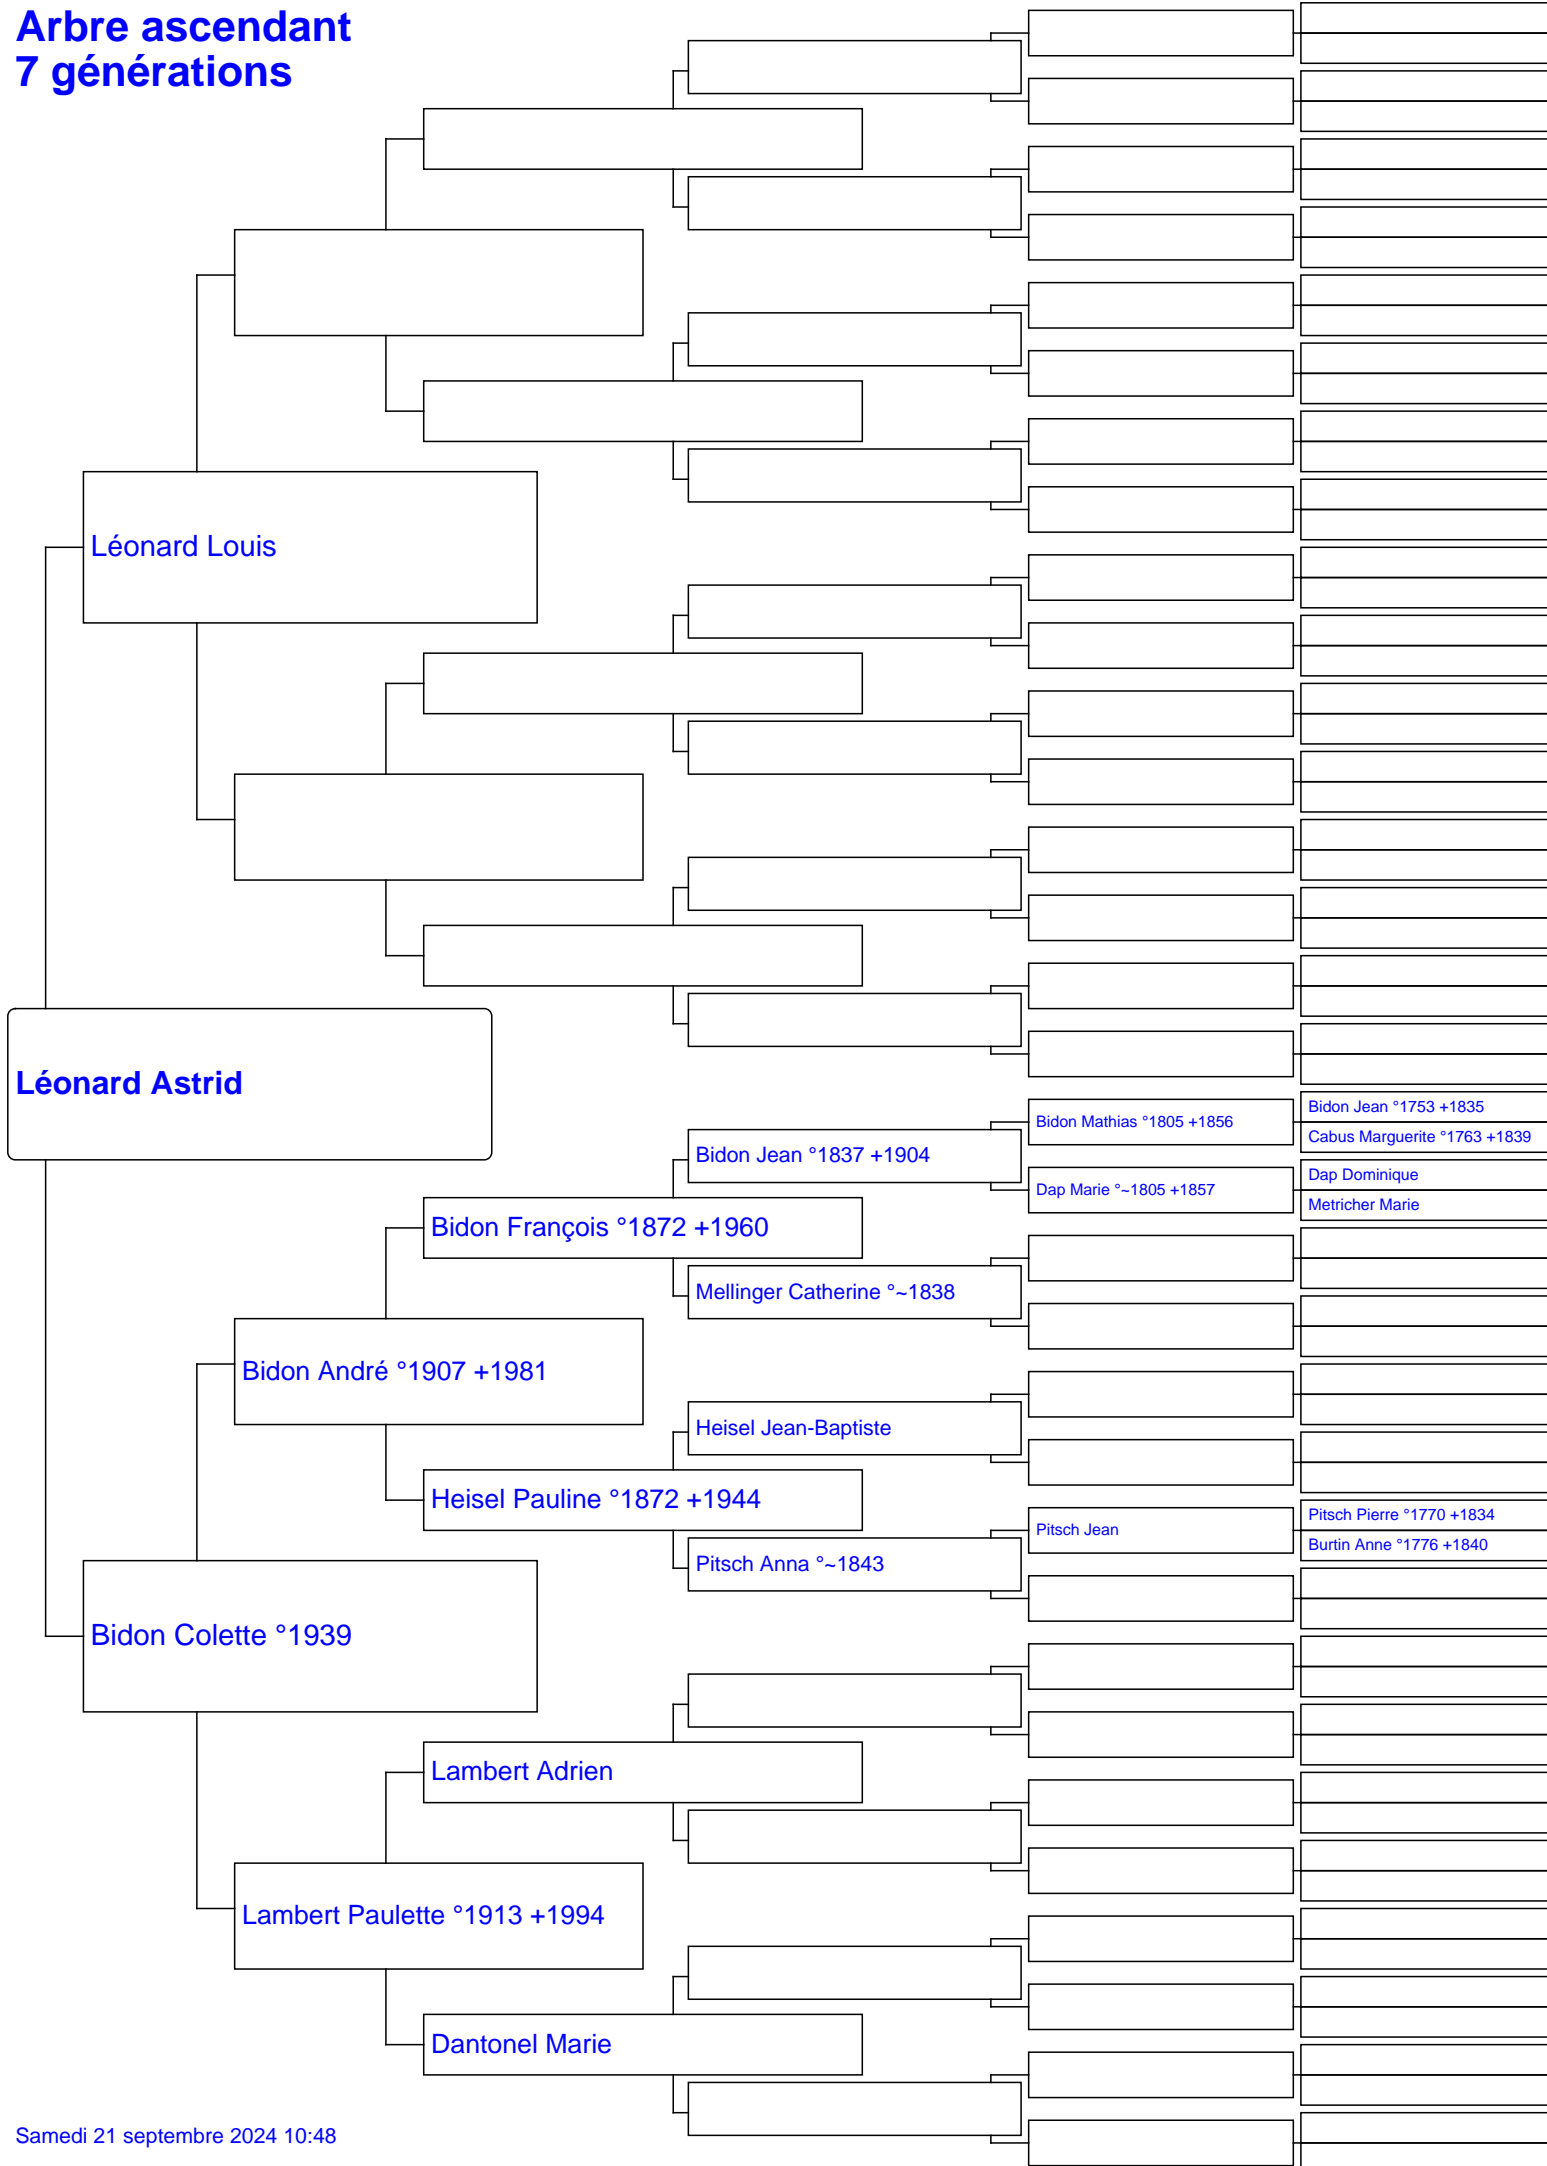 Arbre ascendant
7 générations
Léonard Louis
Léonard Astrid
Bidon Jean °1753 +1835
Bidon Mathias °1805 +1856
Cabus Marguerite °1763 +1839
Bidon Jean °1837 +1904
Dap Dominique
Dap Marie °~1805 +1857
Metricher Marie
Bidon François °1872 +1960
Mellinger Catherine °~1838
Bidon André °1907 +1981
Heisel Jean-Baptiste
Heisel Pauline °1872 +1944
Pitsch Pierre °1770 +1834
Pitsch Jean
Burtin Anne °1776 +1840
Pitsch Anna °~1843
Bidon Colette °1939
Lambert Adrien
Lambert Paulette °1913 +1994
Dantonel Marie
Samedi 21 septembre 2024 10:48